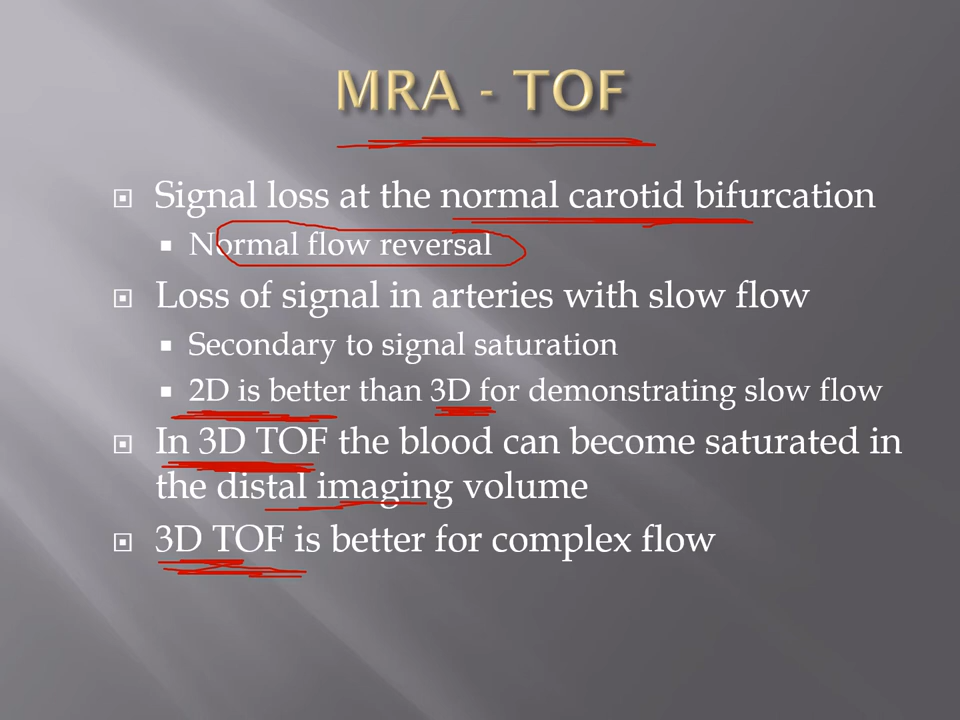 MRA - TOF
Signal loss at the normal carotid bifurcation
Normal flow reversal
Loss of signal in arteries with slow flow
Secondary to signal saturation
2D is better than 3D for demonstrating slow flow
In 3D TOF the blood can become saturated in
the distal imaging volume
3D TOF is better for complex flow